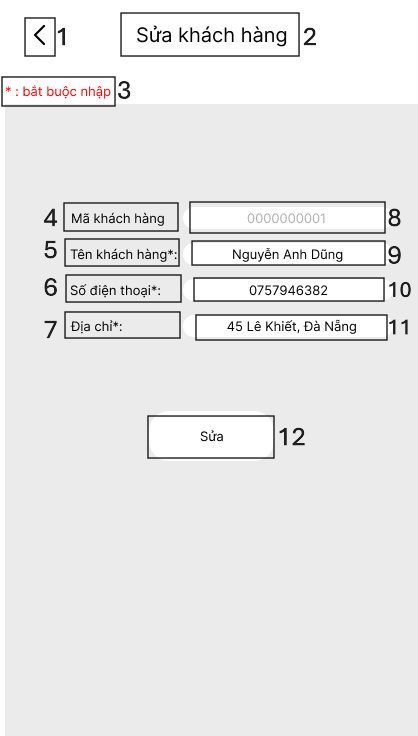 1 Sửa khách hàng 2
* : bắt buộc nhập 3
4 Mã khách hàng 0000000001 8
5 Tên khách hàng*: Nguyễn Anh Dũng 9
6 Số điện thoại*: 0757946382 10
7 Địa chỉ*: 45 Lê Khiết, Đà Nẵng 11
Sửa 12